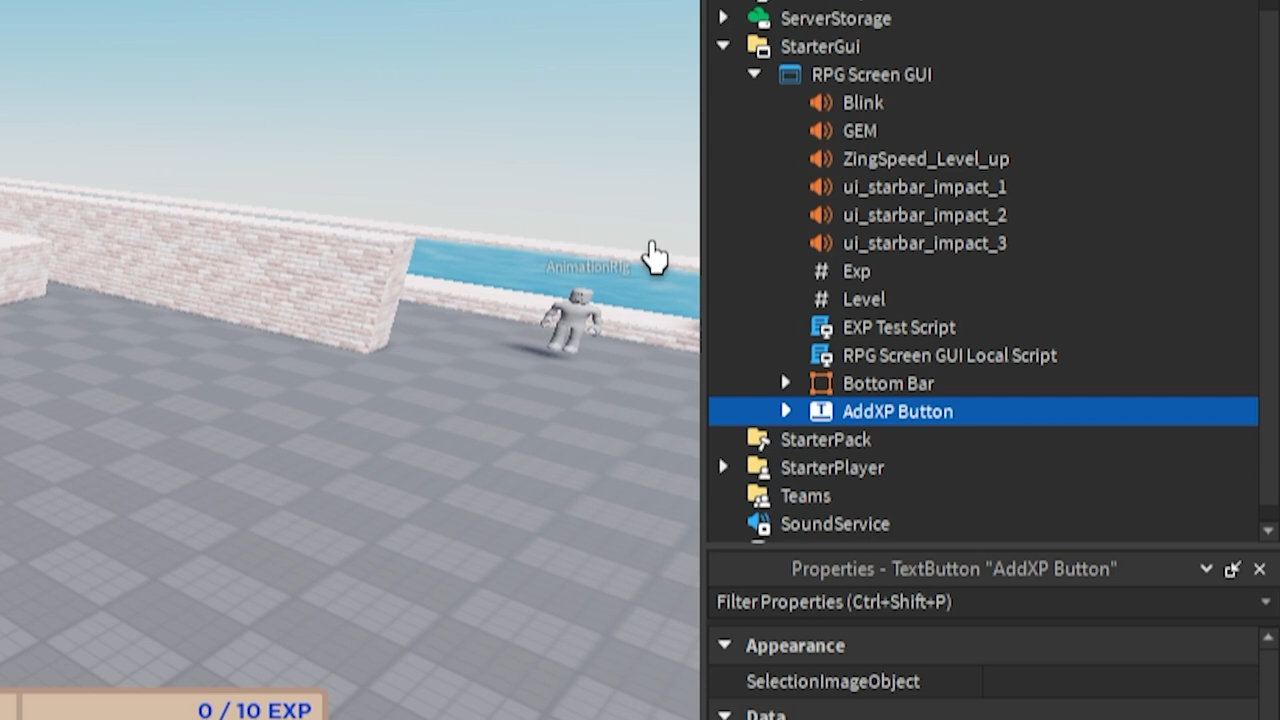 ServerStorage
StarterGui
RPG Screen GUI
Blink
GEM
ZingSpeed_Level_up
ui_starbar_impact_1
ui_starbar_impact_2
ui_starbar_impact_3
# Exp
# Level
EXP Test Script
RPG Screen GUI Local Script
Bottom Bar
AddXP Button
StarterPack
StarterPlayer
Teams
SoundService
Properties - TextButton "AddXP Button"
Filter Properties (Ctrl+Shift+P)
Appearance
SelectionImageObject
Data
AnimationRig
0 / 10 EXP